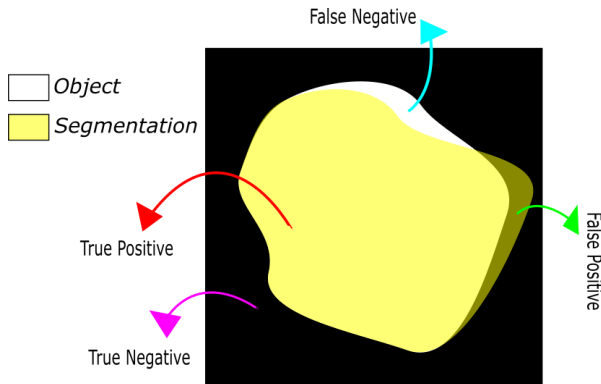 False Negative
Object
Segmentation
True Positive
False Positive
True Negative